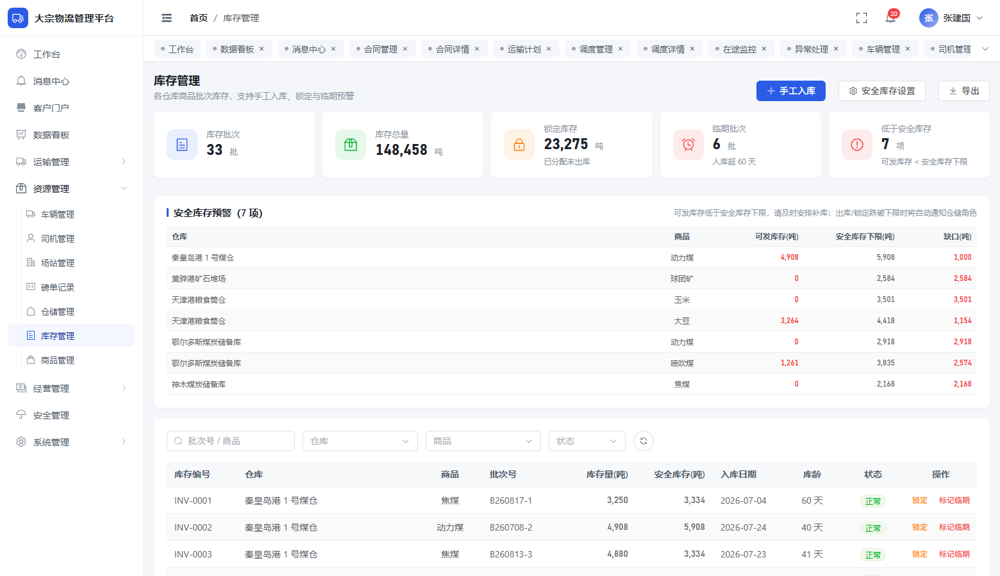 大宗物流管理平台
首页 / 库存管理
20
张 张建国
工作台
消息中心
客户门户
数据看板
运输管理
资源管理
车辆管理
司机管理
场站管理
磅单记录
仓储管理
库存管理
商品管理
经营管理
安全管理
系统管理
工作台 数据看板 × 消息中心 × 合同管理 × 合同详情 × 运输计划 × 调度管理 × 调度详情 × 在途监控 × 异常处理 × 车辆管理 × 司机管理
库存管理
各仓库商品批次库存，支持手工入库、锁定与临期预警
手工入库 安全库存设置 导出
库存批次
33 批
库存总量
148,458 吨
锁定库存
23,275 吨
已分配未出库
临期批次
6 批
入库超 60 天
低于安全库存
7 项
可发库存 < 安全库存下限
安全库存预警（7 项）
可发库存低于安全库存下限，请及时安排补库；出库/锁定跌破下限时将自动通知仓储角色
仓库 商品 可发库存(吨) 安全库存下限(吨) 缺口(吨)
秦皇岛港 1 号煤仓 动力煤 4,908 5,908 1,000
黄骅港矿石堆场 球团矿 0 2,584 2,584
天津港粮食筒仓 玉米 0 3,501 3,501
天津港粮食筒仓 大豆 3,264 4,418 1,154
鄂尔多斯煤炭储备库 动力煤 0 2,918 2,918
鄂尔多斯煤炭储备库 喷吹煤 1,261 3,835 2,574
神木煤炭储备库 焦煤 0 2,168 2,168
批次号 / 商品 仓库 商品 状态
库存编号 仓库 商品 批次号 库存量(吨) 安全库存(吨) 入库日期 库龄 状态 操作
INV-0001 秦皇岛港 1 号煤仓 焦煤 B260817-1 3,250 3,334 2026-07-04 60 天 正常 锁定 标记临期
INV-0002 秦皇岛港 1 号煤仓 动力煤 B260708-2 4,908 5,908 2026-07-24 40 天 正常 锁定 标记临期
INV-0003 秦皇岛港 1 号煤仓 焦煤 B260813-3 4,880 3,334 2026-07-23 41 天 正常 锁定 标记临期